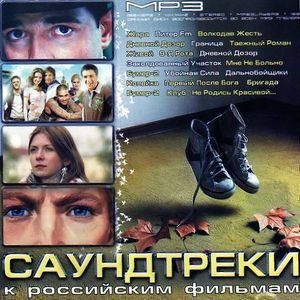 MP3
Жара Питер Fm Волкодав Жесть
Дневной Дозор Граница Таежный Роман
Живой 9-я Рота Дневной Дозор
Заколдованный Участок Мне Не Больно
Бумер-2 Убойная Сила Дальнобойщики
Копейка Первый После Бога Бригада
Бумер-2 Клуб Не Родись Красивой...
САУНДТРЕКИ
к российским фильмам